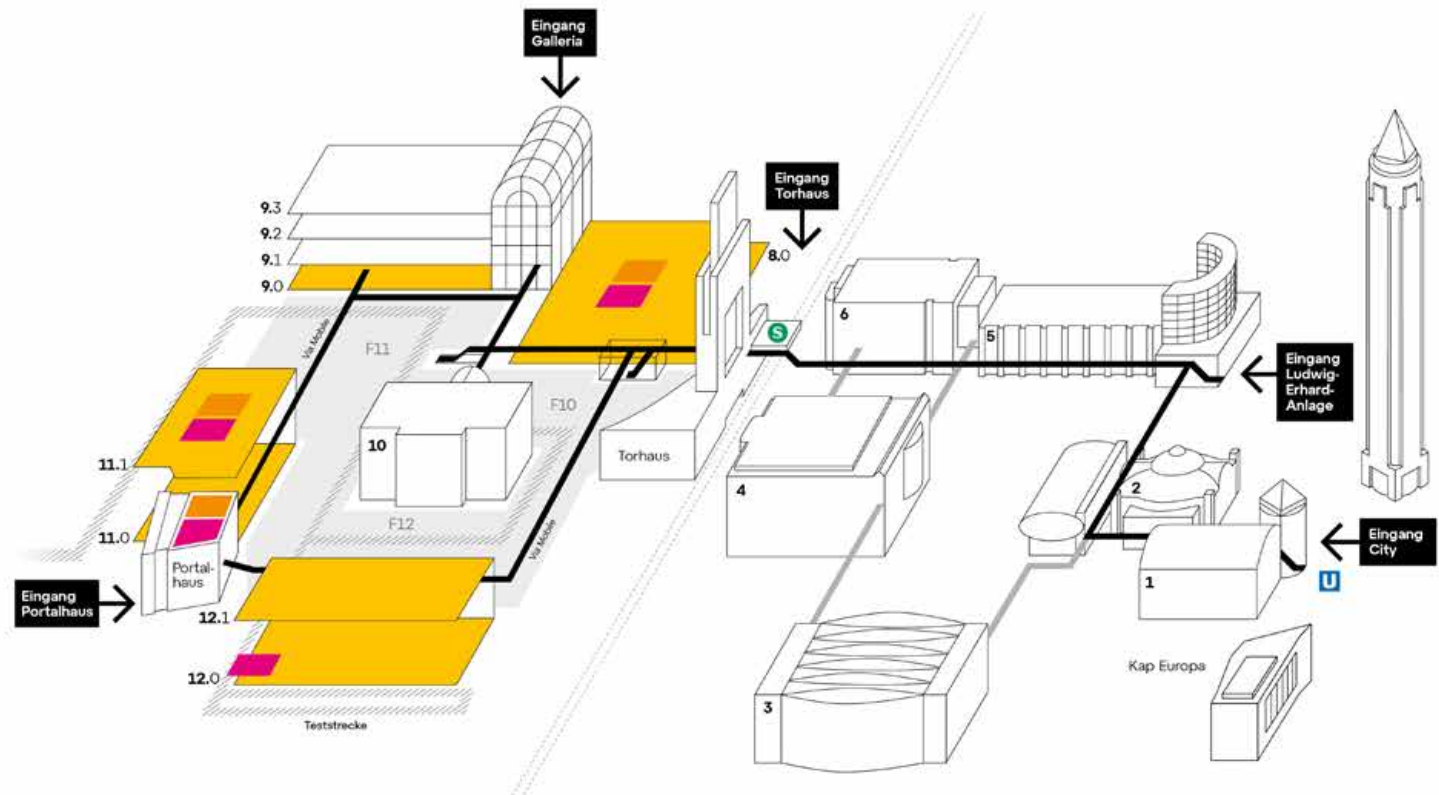 Eingang
Galleria
Eingang
Torhaus
9.3
9.2
9.1
9.0
8.0
6
5
S
Via Mobile
F11
Eingang
Ludwig-
Erhard-
Anlage
F10
10
Torhaus
11.1
4
2
F12
11.0
Via Mobile
Eingang
City
Portal-
haus
1
U
Eingang
Portalhaus
12.1
Kap Europa
12.0
3
Teststrecke